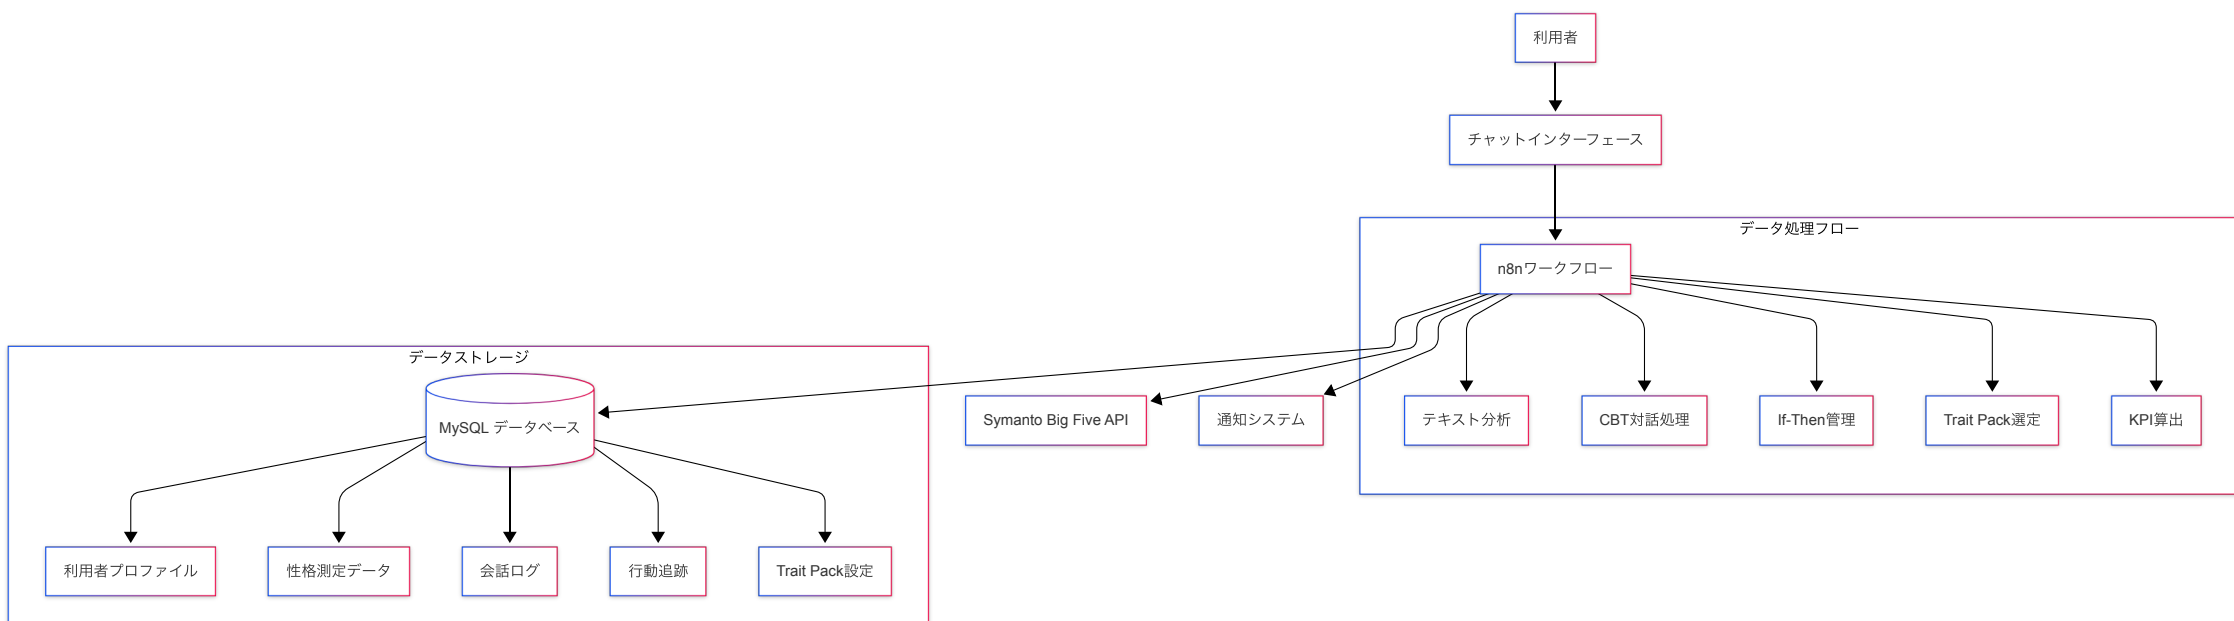 利用者
チャットインターフェース
データ処理フロー
n8nワークフロー
データストレージ
MySQL データベース
Symanto Big Five API
通知システム
テキスト分析
CBT対話処理
If-Then管理
Trait Pack選定
KPI算出
利用者プロファイル
性格測定データ
会話ログ
行動追跡
Trait Pack設定